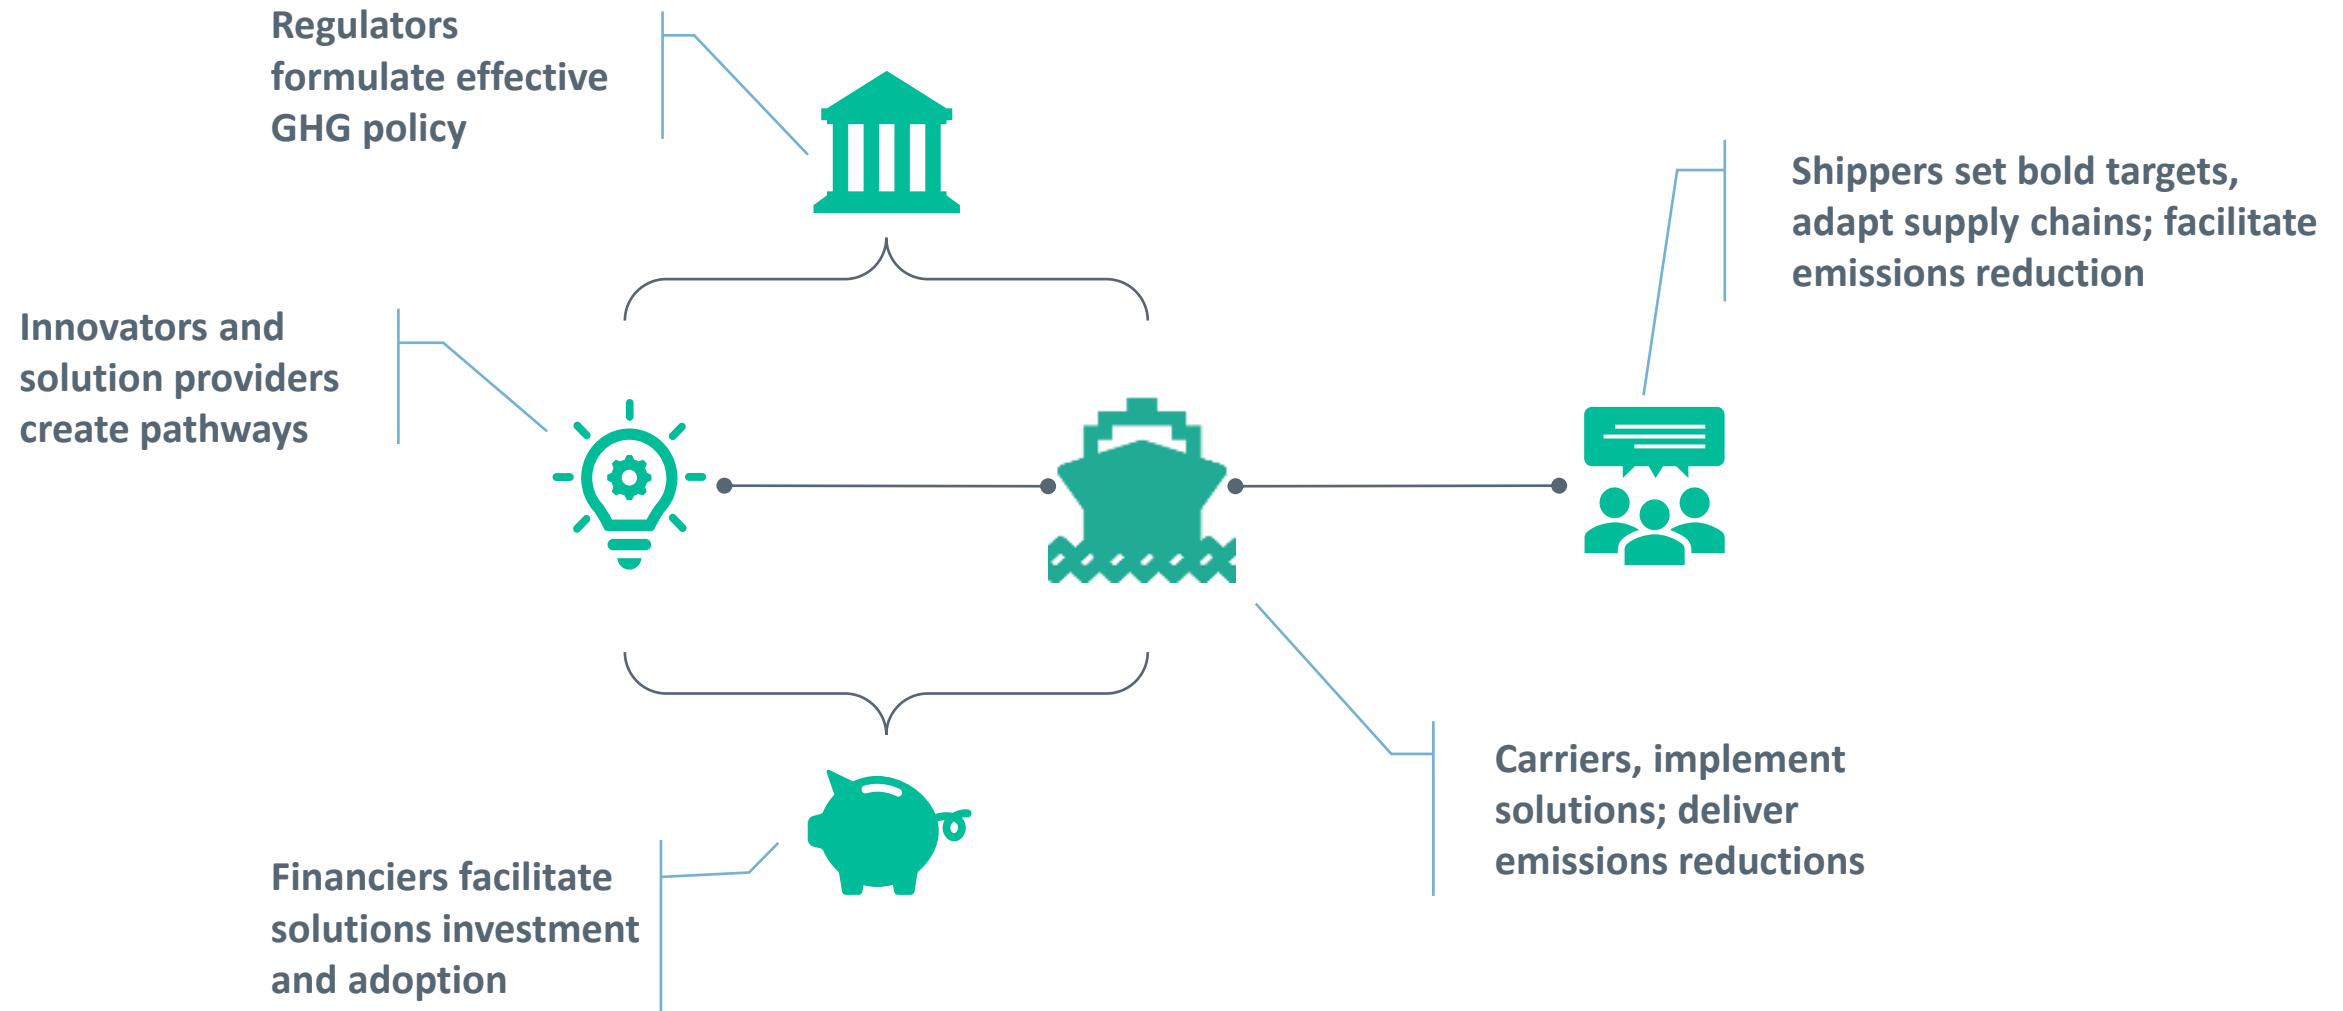 Regulators
formulate effective
GHG policy
Shippers set bold targets,
adapt supply chains; facilitate
emissions reduction
Innovators and
solution providers
create pathways
Carriers, implement
solutions; deliver
emissions reductions
Financiers facilitate
solutions investment
and adoption